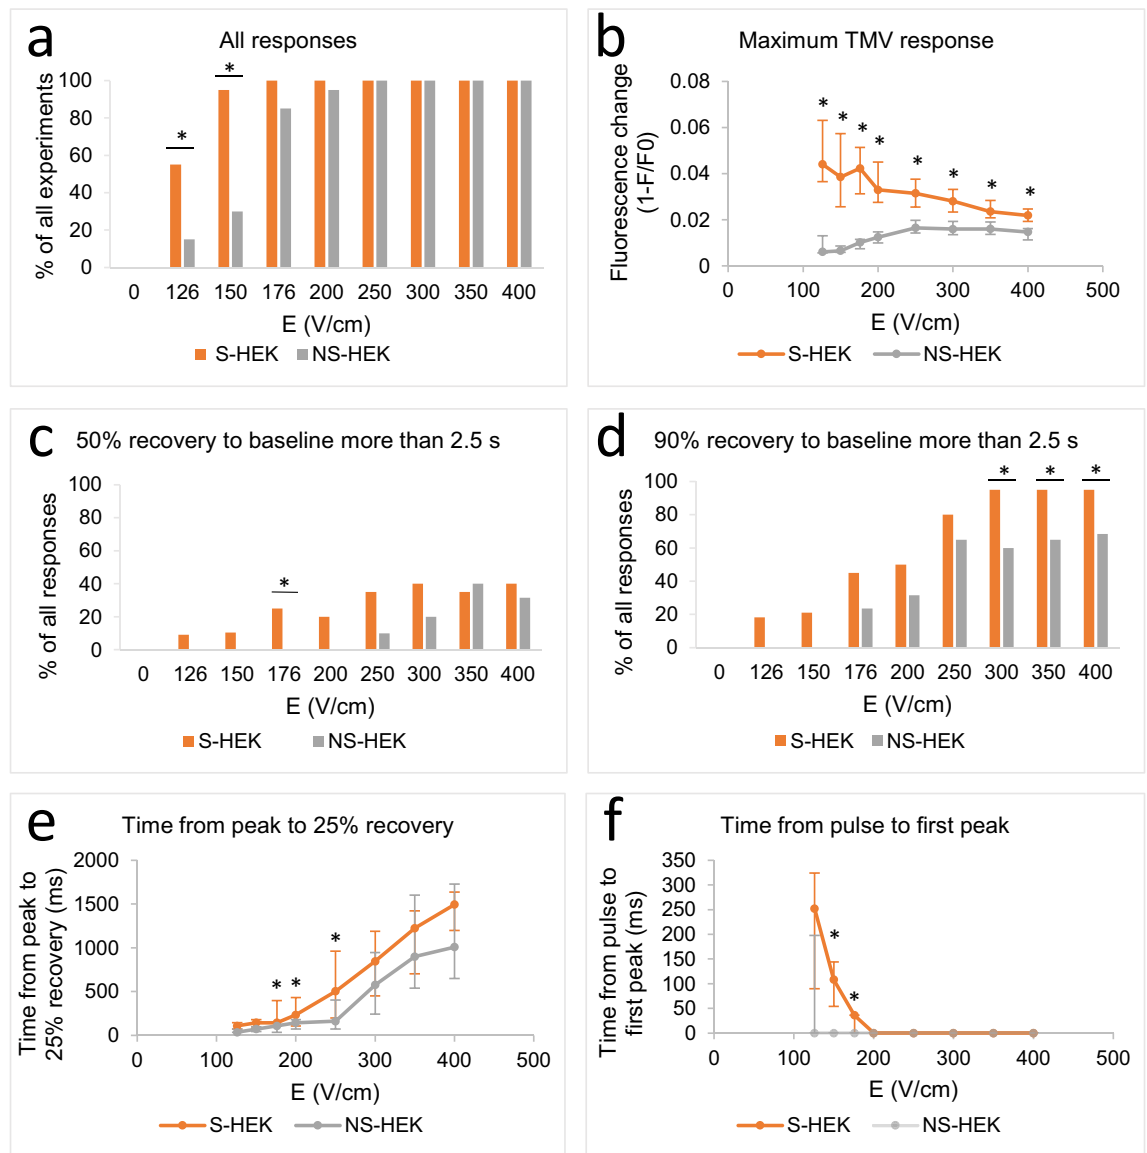 a
All responses
% of all experiments
100
80
60
40
20
0
*
*
0 126 150 176 200 250 300 350 400
E (V/cm)
S-HEK NS-HEK
b
Maximum TMV response
Fluorescence change
(1-F/F0)
0.08
0.06
0.04
0.02
0
* * * * * * * *
0 100 200 300 400 500
E (V/cm)
S-HEK NS-HEK
c
50% recovery to baseline more than 2.5 s
% of all responses
100
80
60
40
20
0
*
0 126 150 176 200 250 300 350 400
E (V/cm)
S-HEK NS-HEK
d
90% recovery to baseline more than 2.5 s
% of all responses
100
80
60
40
20
0
* * *
0 126 150 176 200 250 300 350 400
E (V/cm)
S-HEK NS-HEK
e
Time from peak to 25% recovery
Time from peak to
25% recovery (ms)
2000
1500
1000
500
0
* * *
0 100 200 300 400 500
E (V/cm)
S-HEK NS-HEK
f
Time from pulse to first peak
Time from pulse to
first peak (ms)
350
300
250
200
150
100
50
0
* *
0 100 200 300 400 500
E (V/cm)
S-HEK NS-HEK